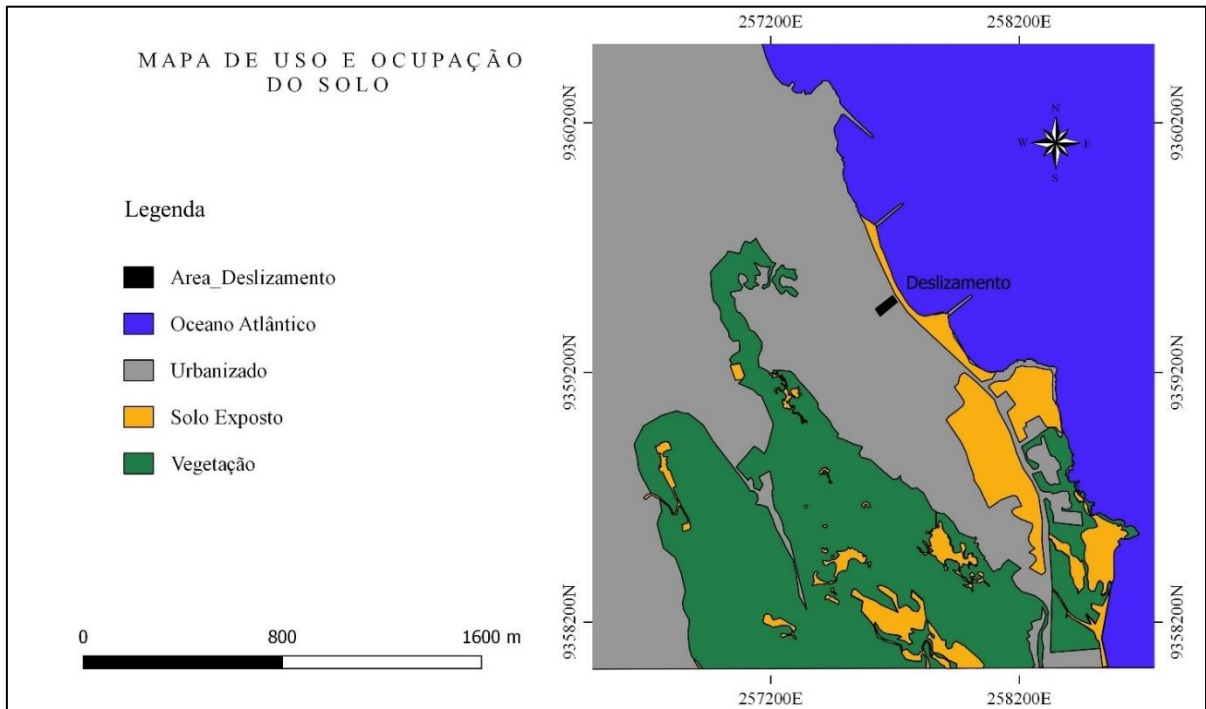 MAPA DE USO E OCUPAÇÃO
DO SOLO
Legenda
Area_Deslizamento
Oceano Atlântico
Urbanizado
Solo Exposto
Vegetação
0 800 1600 m
257200E 258200E
9360200N 9360200N
N
W E
S
Deslizamento
9359200N 9359200N
9358200N 9358200N
257200E 258200E